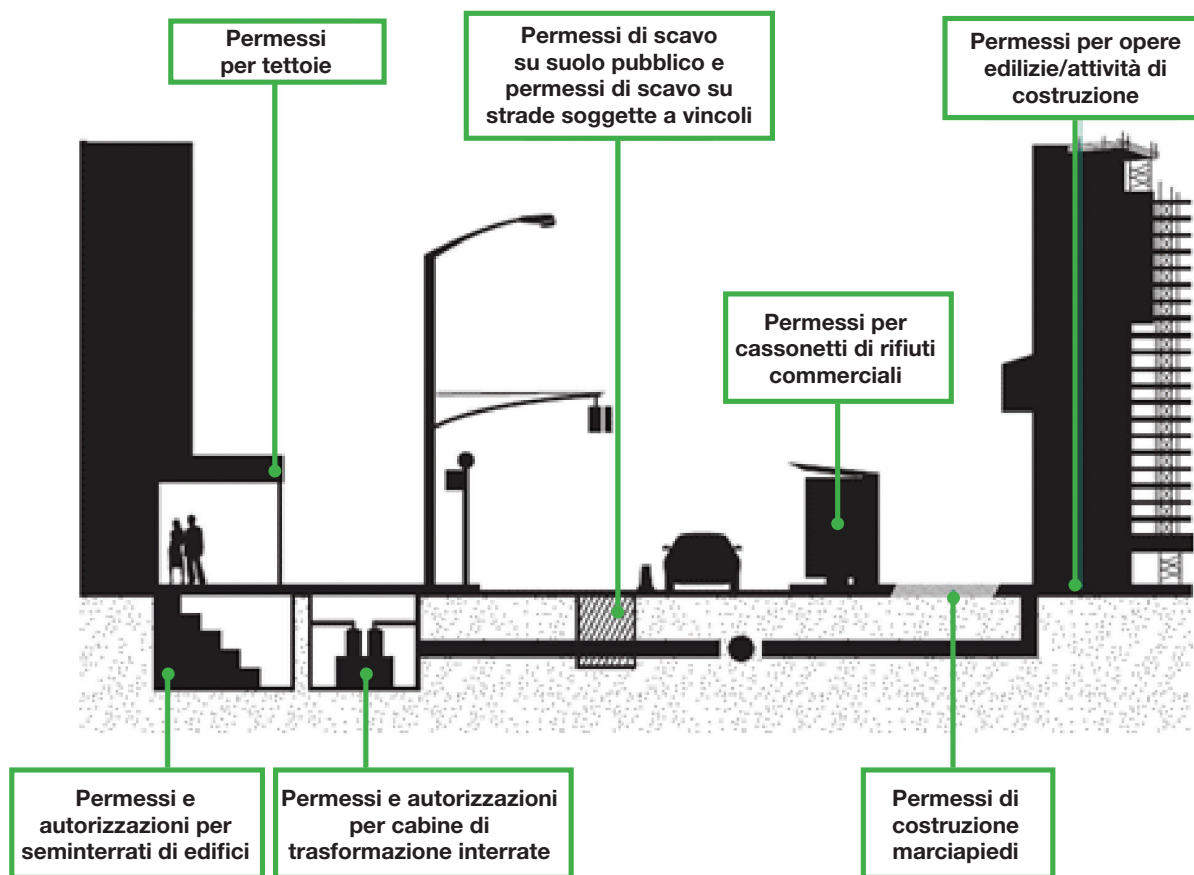 Permessi
per tettoie
Permessi di scavo
su suolo pubblico e
permessi di scavo su
strade soggette a vincoli
Permessi per opere
edilizie/attività di
costruzione
Permessi per
cassonetti di rifiuti
commerciali
Permessi e
autorizzazioni per
seminterrati di edifici
Permessi e autorizzazioni
per cabine di
trasformazione interrate
Permessi di
costruzione
marciapiedi